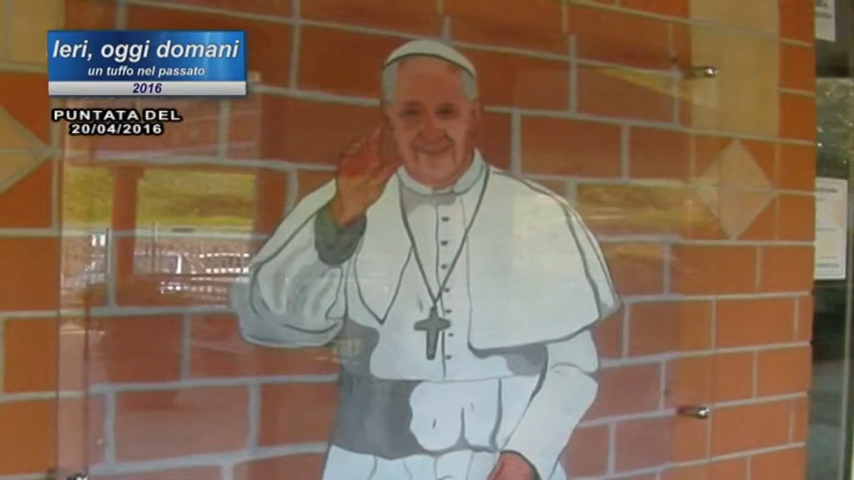 Ieri, oggi domani
un tuffo nel passato
2016
PUNTATA DEL
20/04/2016